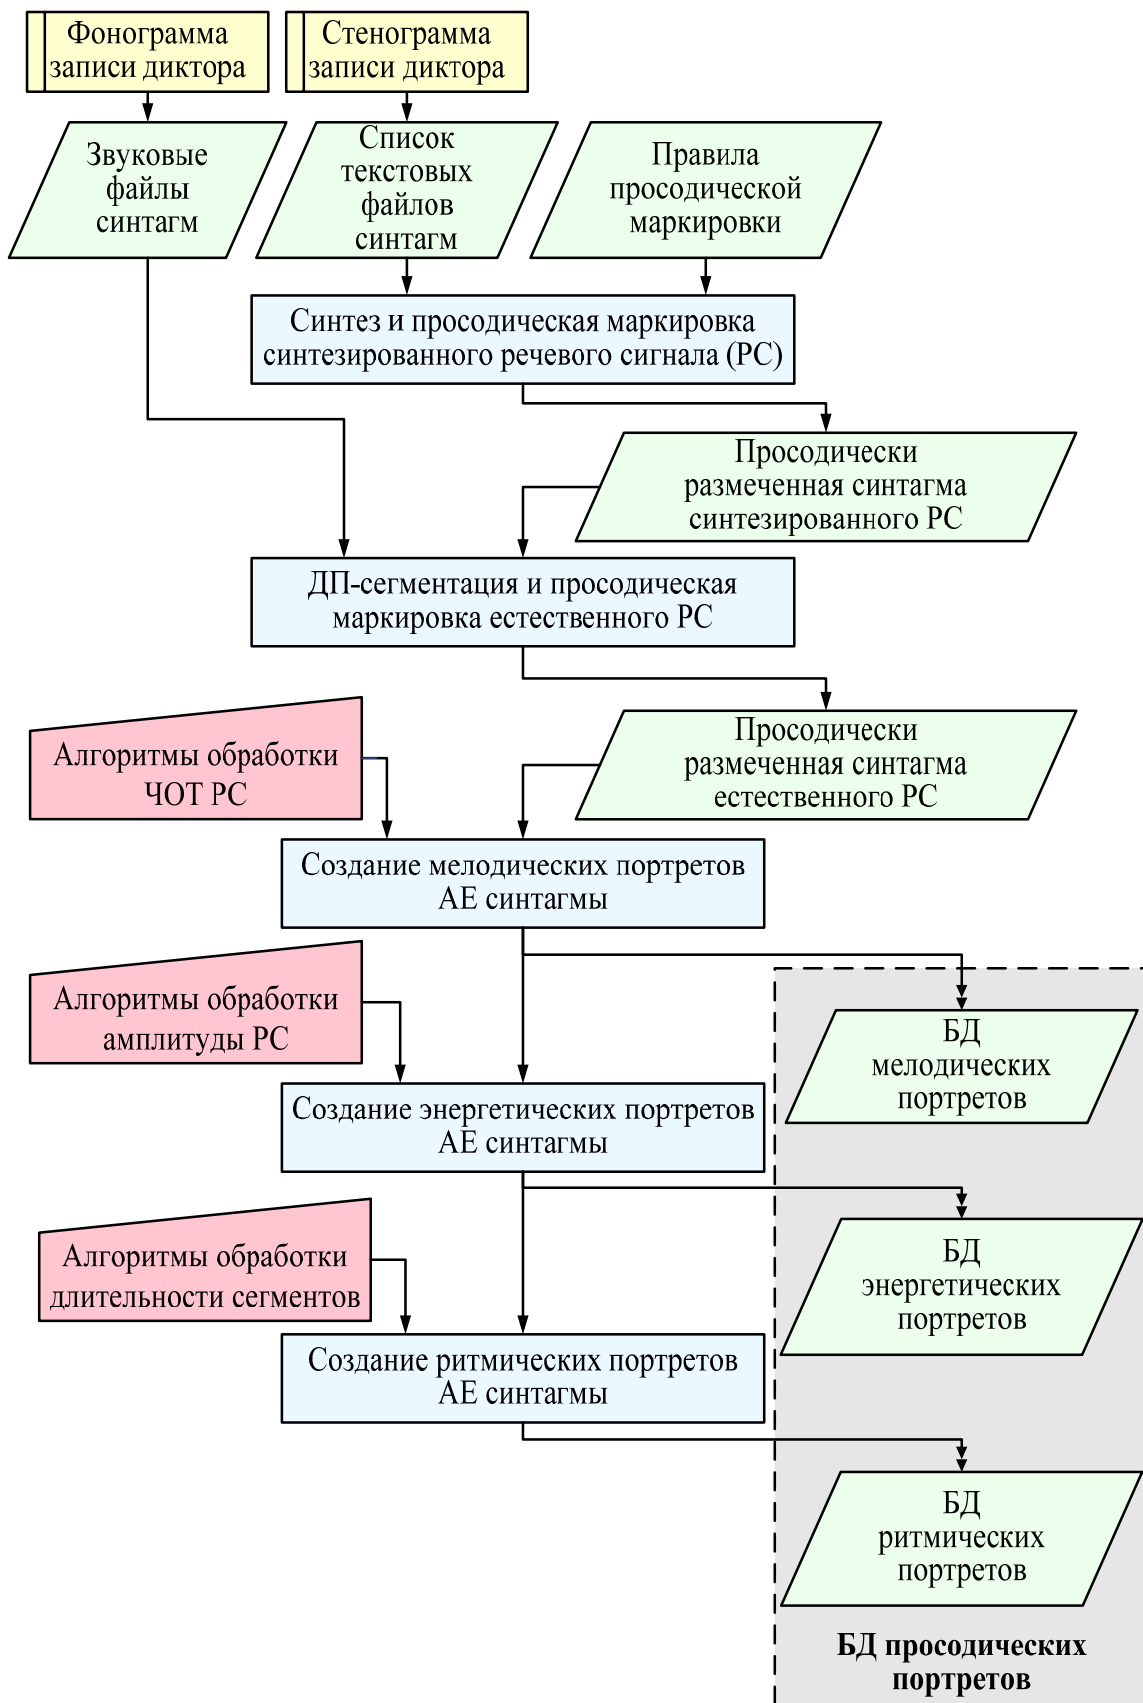 Фонограмма
записи диктора
Стенограмма
записи диктора
Звуковые
файлы
синтагм
Список
текстовых
файлов
синтагм
Правила
просодической
маркировки
Синтез и просодическая маркировка
синтезированного речевого сигнала (РС)
Просодически
размеченная синтагма
синтезированного РС
ДП-сегментация и просодическая
маркировка естественного РС
Алгоритмы обработки
ЧОТ РС
Просодически
размеченная синтагма
естественного РС
Создание мелодических портретов
АЕ синтагмы
Алгоритмы обработки
амплитуды РС
БД
мелодических
портретов
Создание энергетических портретов
АЕ синтагмы
Алгоритмы обработки
длительности сегментов
БД
энергетических
портретов
Создание ритмических портретов
АЕ синтагмы
БД
ритмических
портретов
БД просодических
портретов